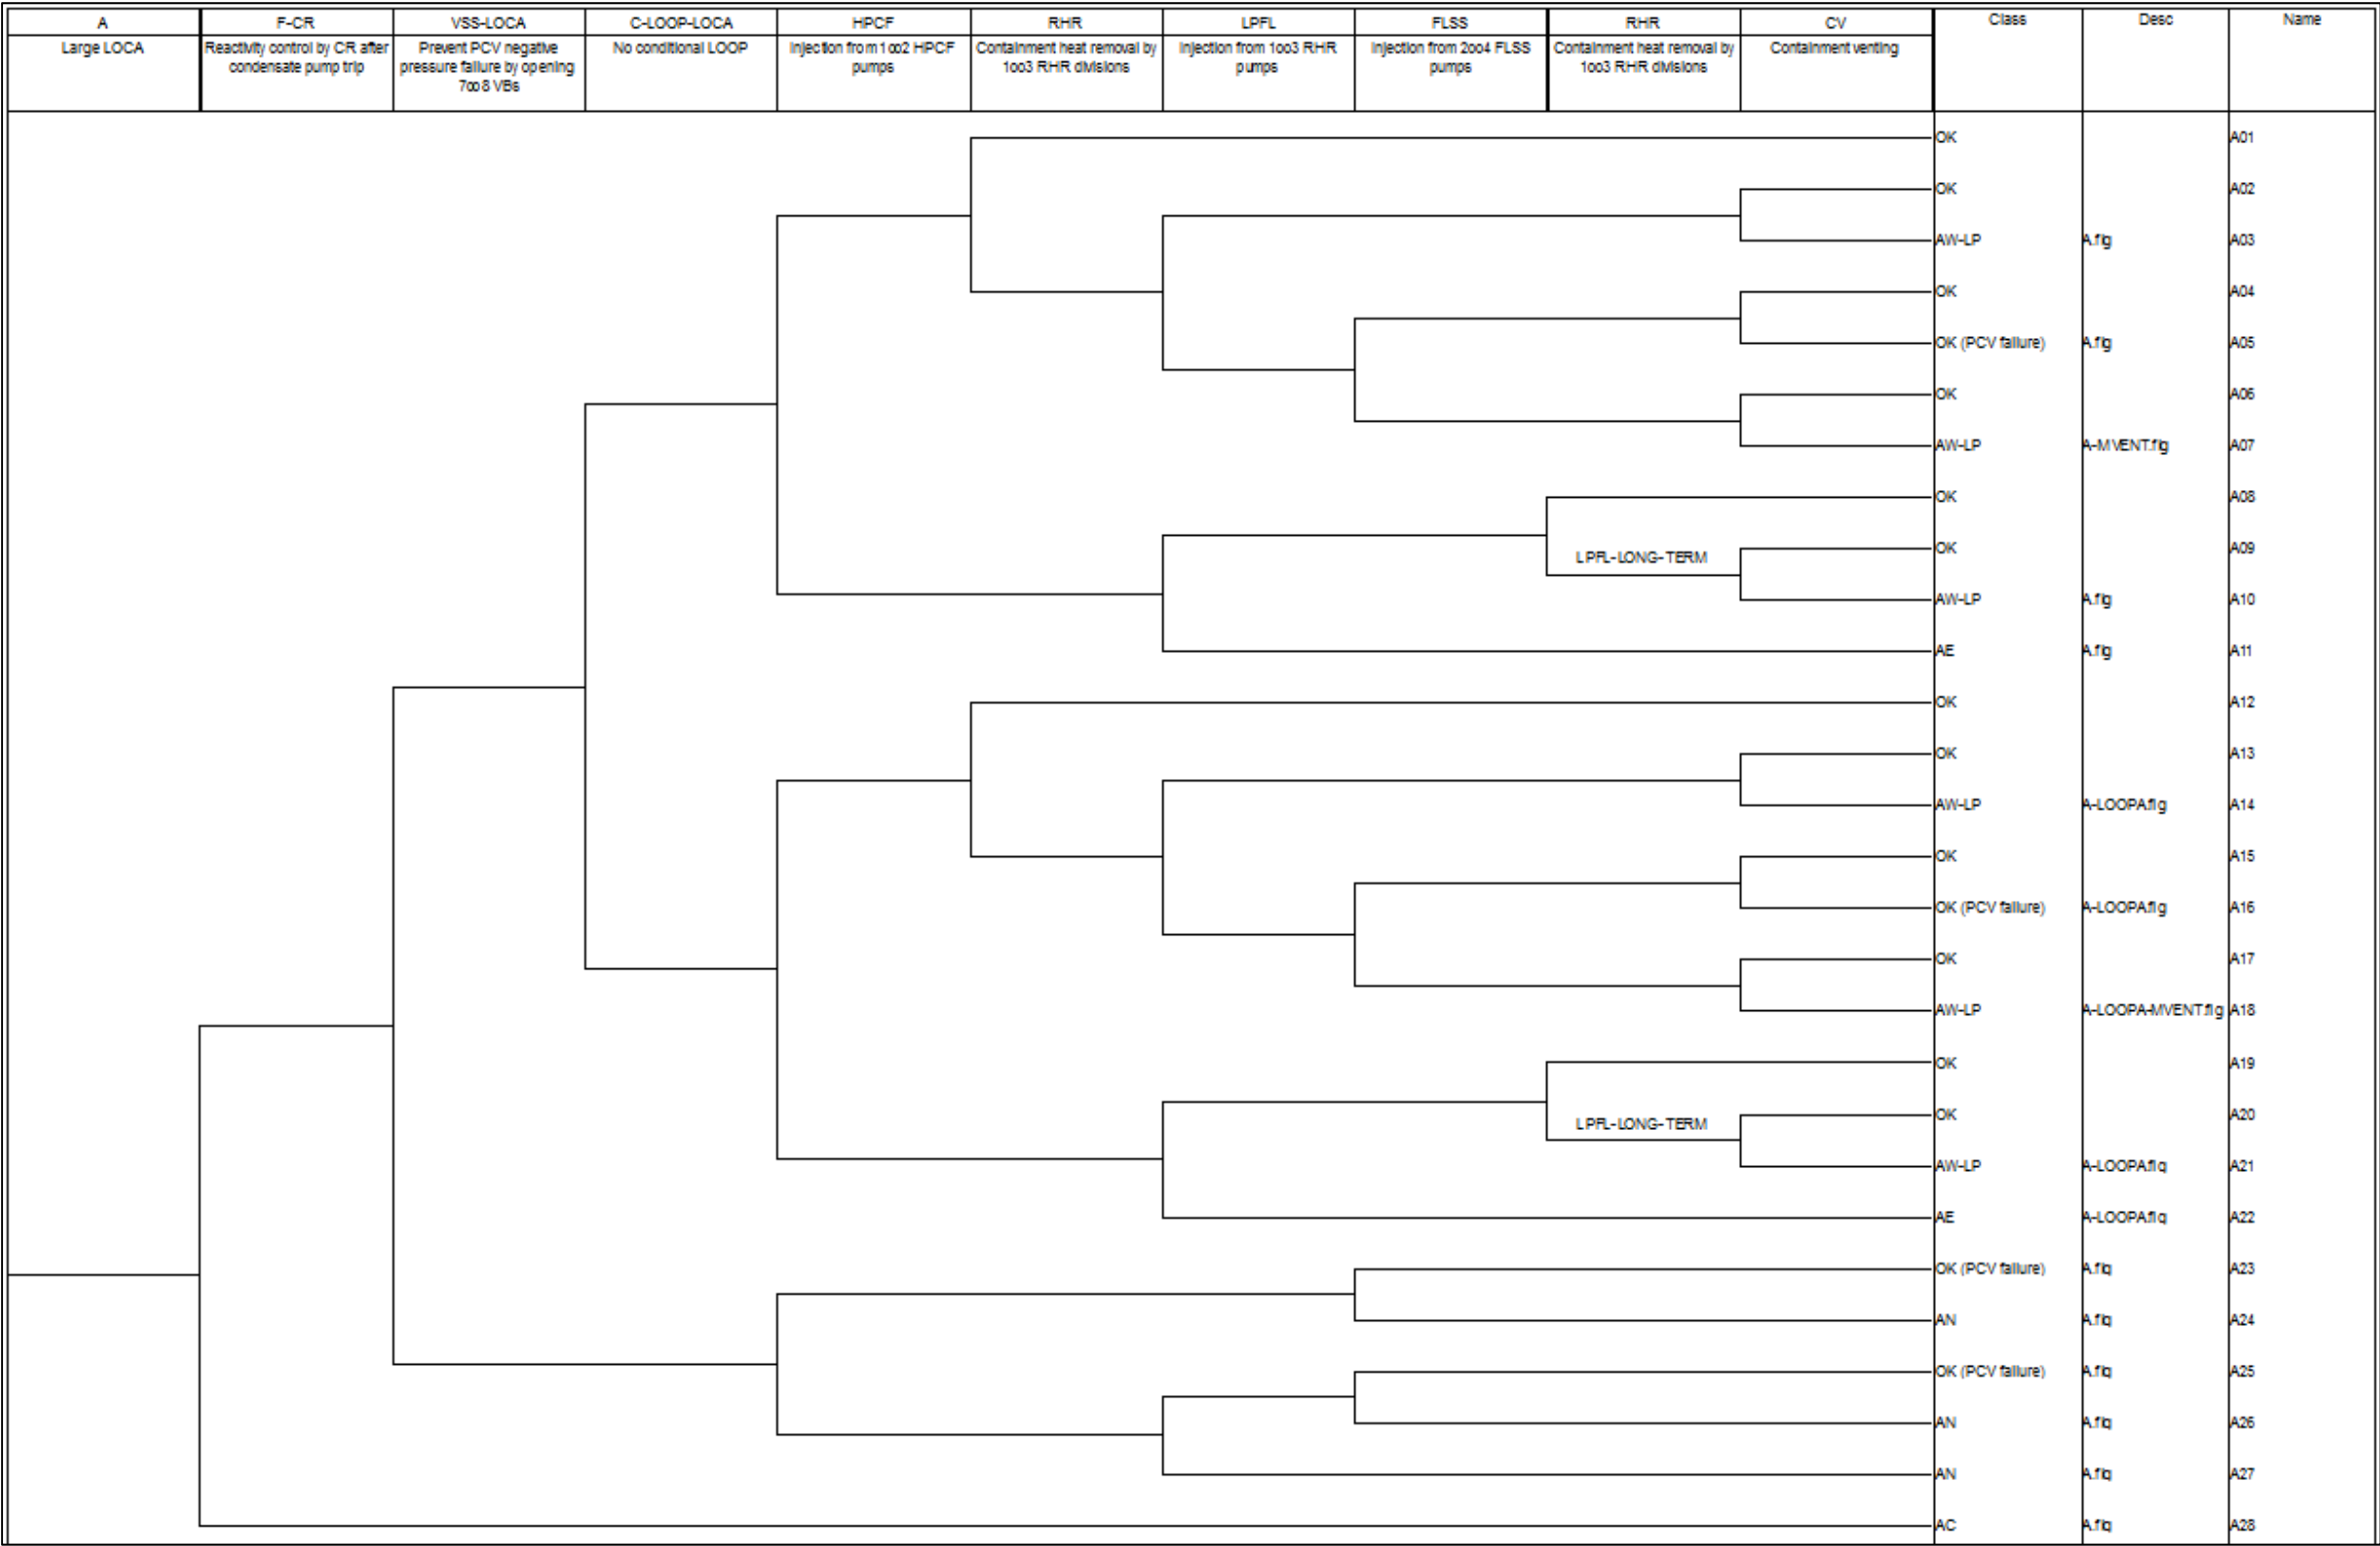 A F-CR VSS-LOCA C-LOOP-LOCA HPCF RHR LPFL FLSS RHR CV Class Desc Name
Large LOCA
Reactivity control by CR after
condensate pump trip
Prevent PCV negative
pressure failure by opening
7oo8 VBs
No conditional LOOP
Injection from 1oo2 HPCF
pumps
Containment heat removal by
1oo3 RHR divisions
Injection from 1oo3 RHR
pumps
Injection from 2oo4 FLSS
pumps
Containment heat removal by
1oo3 RHR divisions
Containment venting
OK A01
OK A02
AW-LP A.flg A03
OK A04
OK (PCV failure) A.flg A05
OK A06
AW-LP A-MVENT.flg A07
OK A08
LPFL-LONG-TERM
OK A09
AW-LP A.flg A10
AE A.flg A11
OK A12
OK A13
AW-LP A-LOOPA.flg A14
OK A15
OK (PCV failure) A-LOOPA.flg A16
OK A17
AW-LP A-LOOPA-MVENT.flg A18
OK A19
LPFL-LONG-TERM
OK A20
AW-LP A-LOOPA.flg A21
AE A-LOOPA.flg A22
OK (PCV failure) A.flg A23
AN A.flg A24
OK (PCV failure) A.flg A25
AN A.flg A26
AN A.flg A27
AC A.flg A28